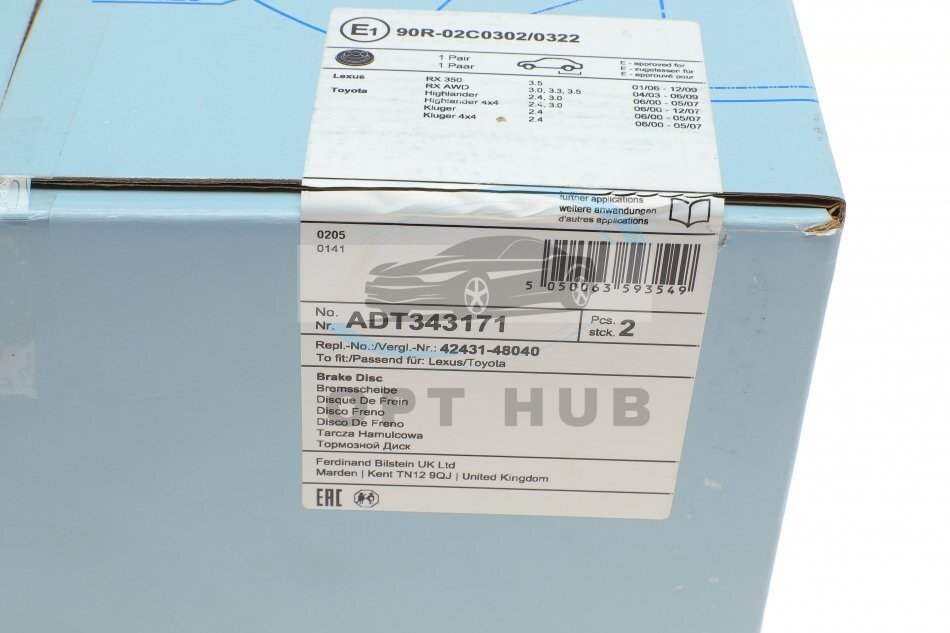 E1 90R-02C0302/0322
1 Pair
1 Paar
E - approved for
E - zugelassen für
E - approuvé pour
Lexus RX 350 3.5 01/06 - 12/09
RX AWD 3.0, 3.3, 3.5 04/03 - 06/09
Toyota Highlander 2.4, 3.0 06/00 - 05/07
Highlander 4x4 2.4, 3.0 06/00 - 12/07
Kluger 2.4 06/00 - 05/07
Kluger 4x4 2.4 06/00 - 05/07
further applications
weitere anwendungen
d'autres applications
0205
0141
5 050063 593549
No.
Nr. ADT343171
Pcs.
stck. 2
Repl.-No.:/Vergl.-Nr.: 42431-48040
To fit:/Passend für: Lexus/Toyota
Brake Disc
Bremsscheibe
Disque De Frein
Disco Freno
Disco De Freno
Tarcza Hamulcowa
Тормозной Диск
OPT HUB
Ferdinand Bilstein UK Ltd
Marden | Kent TN12 9QJ | United Kingdom
EAC